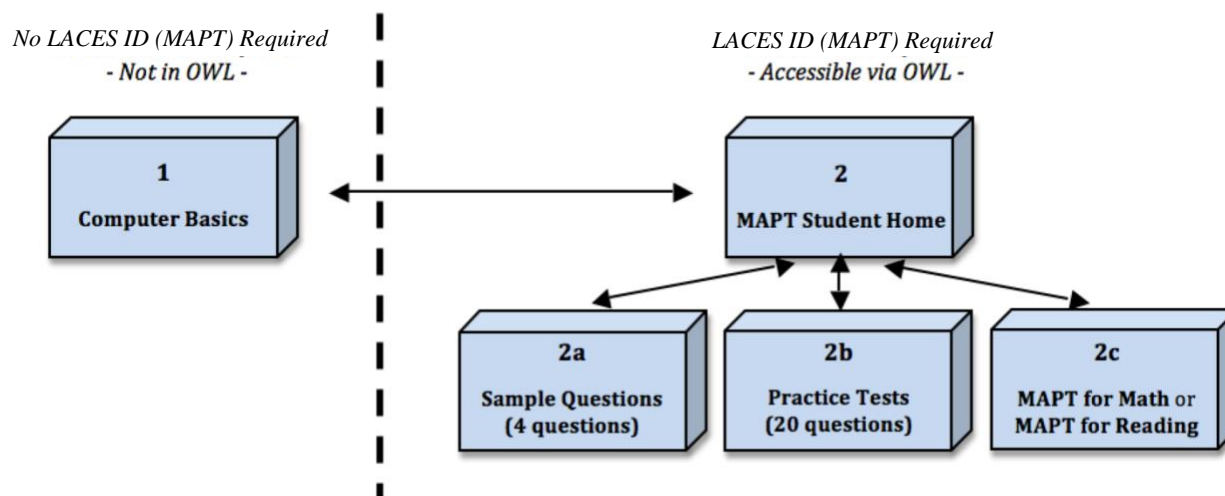 No LACES ID (MAPT) Required
- Not in OWL -
LACES ID (MAPT) Required
- Accessible via OWL -
1
Computer Basics
2
MAPT Student Home
2a
Sample Questions
(4 questions)
2b
Practice Tests
(20 questions)
2c
MAPT for Math or
MAPT for Reading